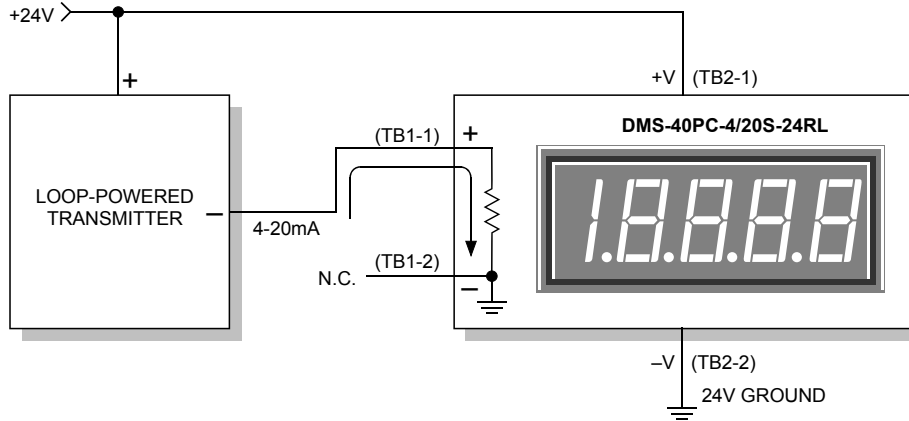 +24V
+V (TB2-1)
+
DMS-40PC-4/20S-24RL
(TB1-1) +
LOOP-POWERED
TRANSMITTER
–
4-20mA
1.8.8.8.8
N.C. (TB1-2)
–
–V (TB2-2)
24V GROUND